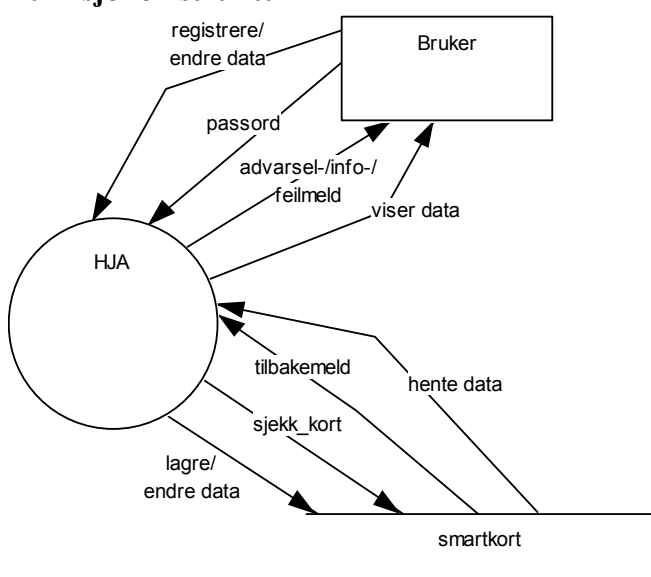 registrere/
endre data
Bruker
passord
advarsel-/info-/
feilmeld
viser data
HJA
tilbakemeld
hente data
sjekk_kort
lagre/
endre data
smartkort